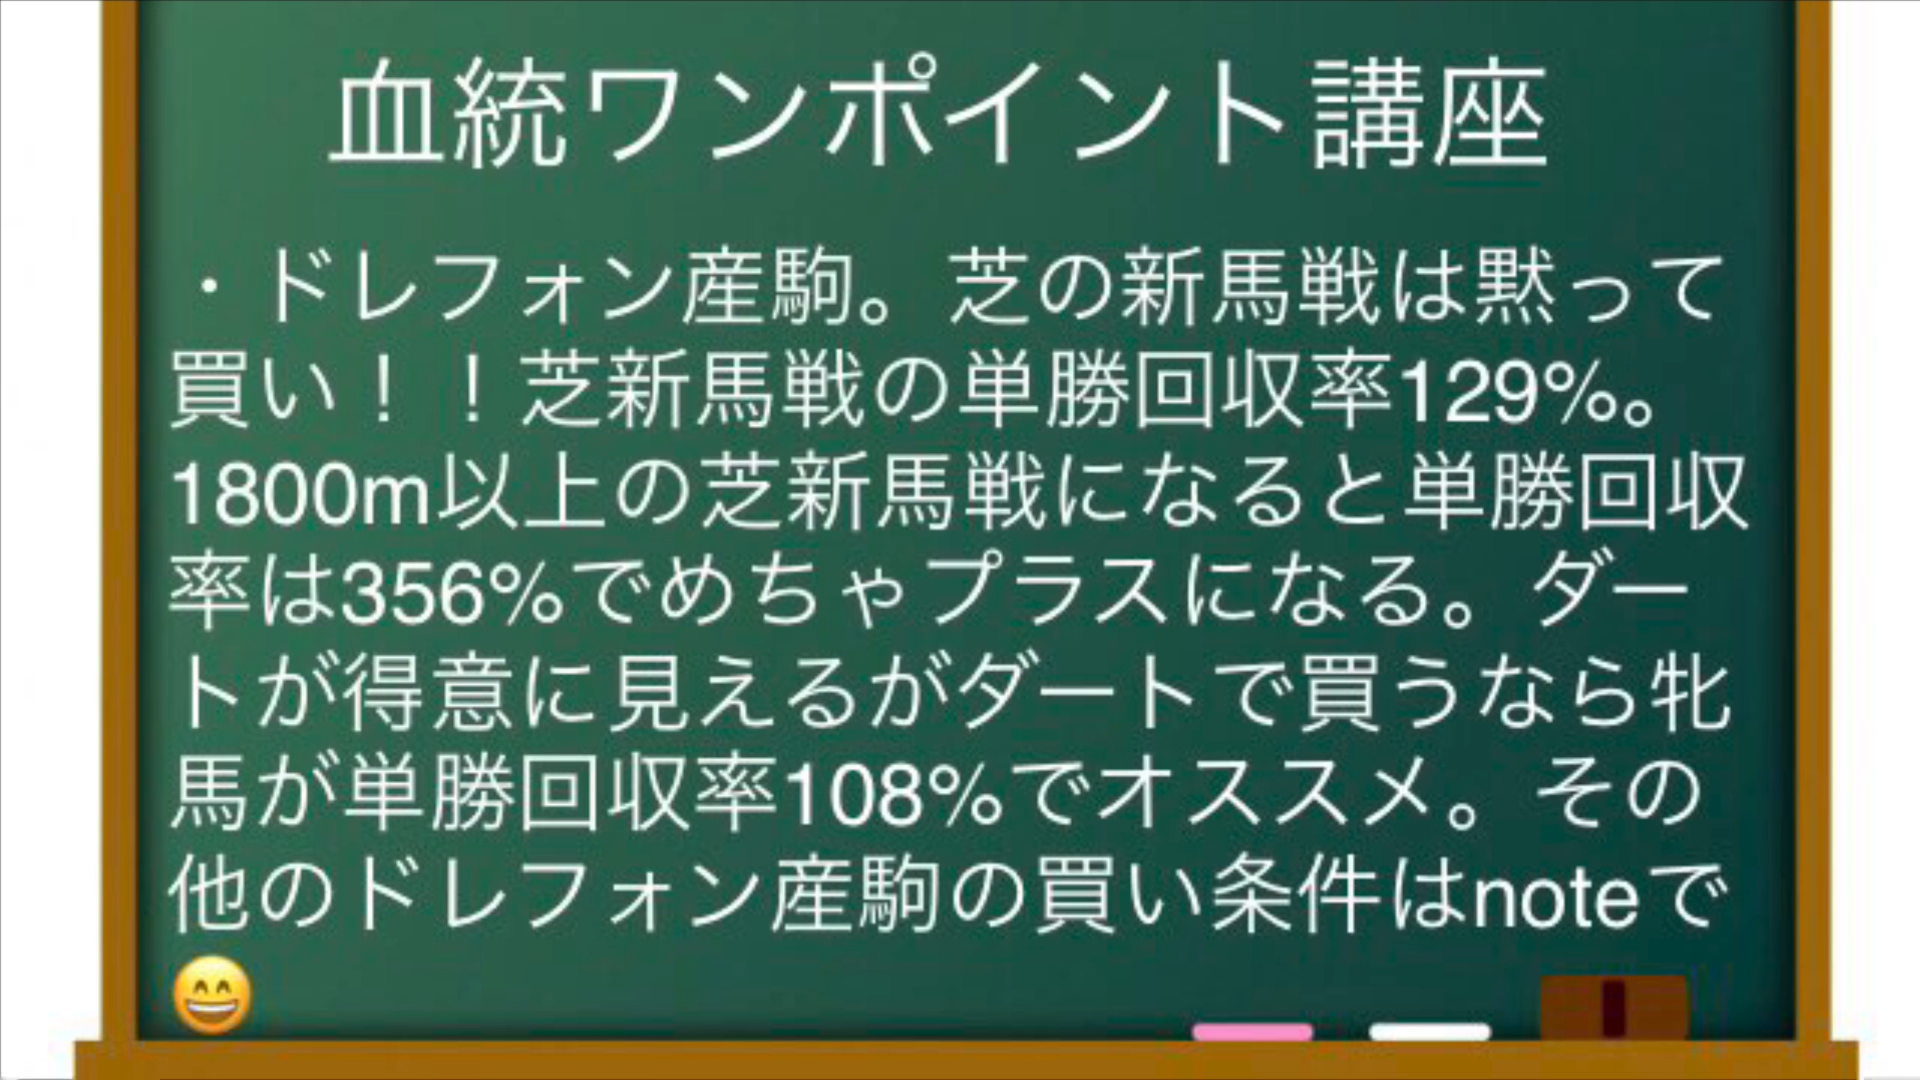 血統ワンポイント講座
・ドレフォン産駒。芝の新馬戦は黙って
買い！！芝新馬戦の単勝回収率129%。
1800m以上の芝新馬戦になると単勝回収
率は356%でめちゃプラスになる。ダー
トが得意に見えるがダートで買うなら牝
馬が単勝回収率108%でオススメ。その
他のドレフォン産駒の買い条件はnoteで
😄